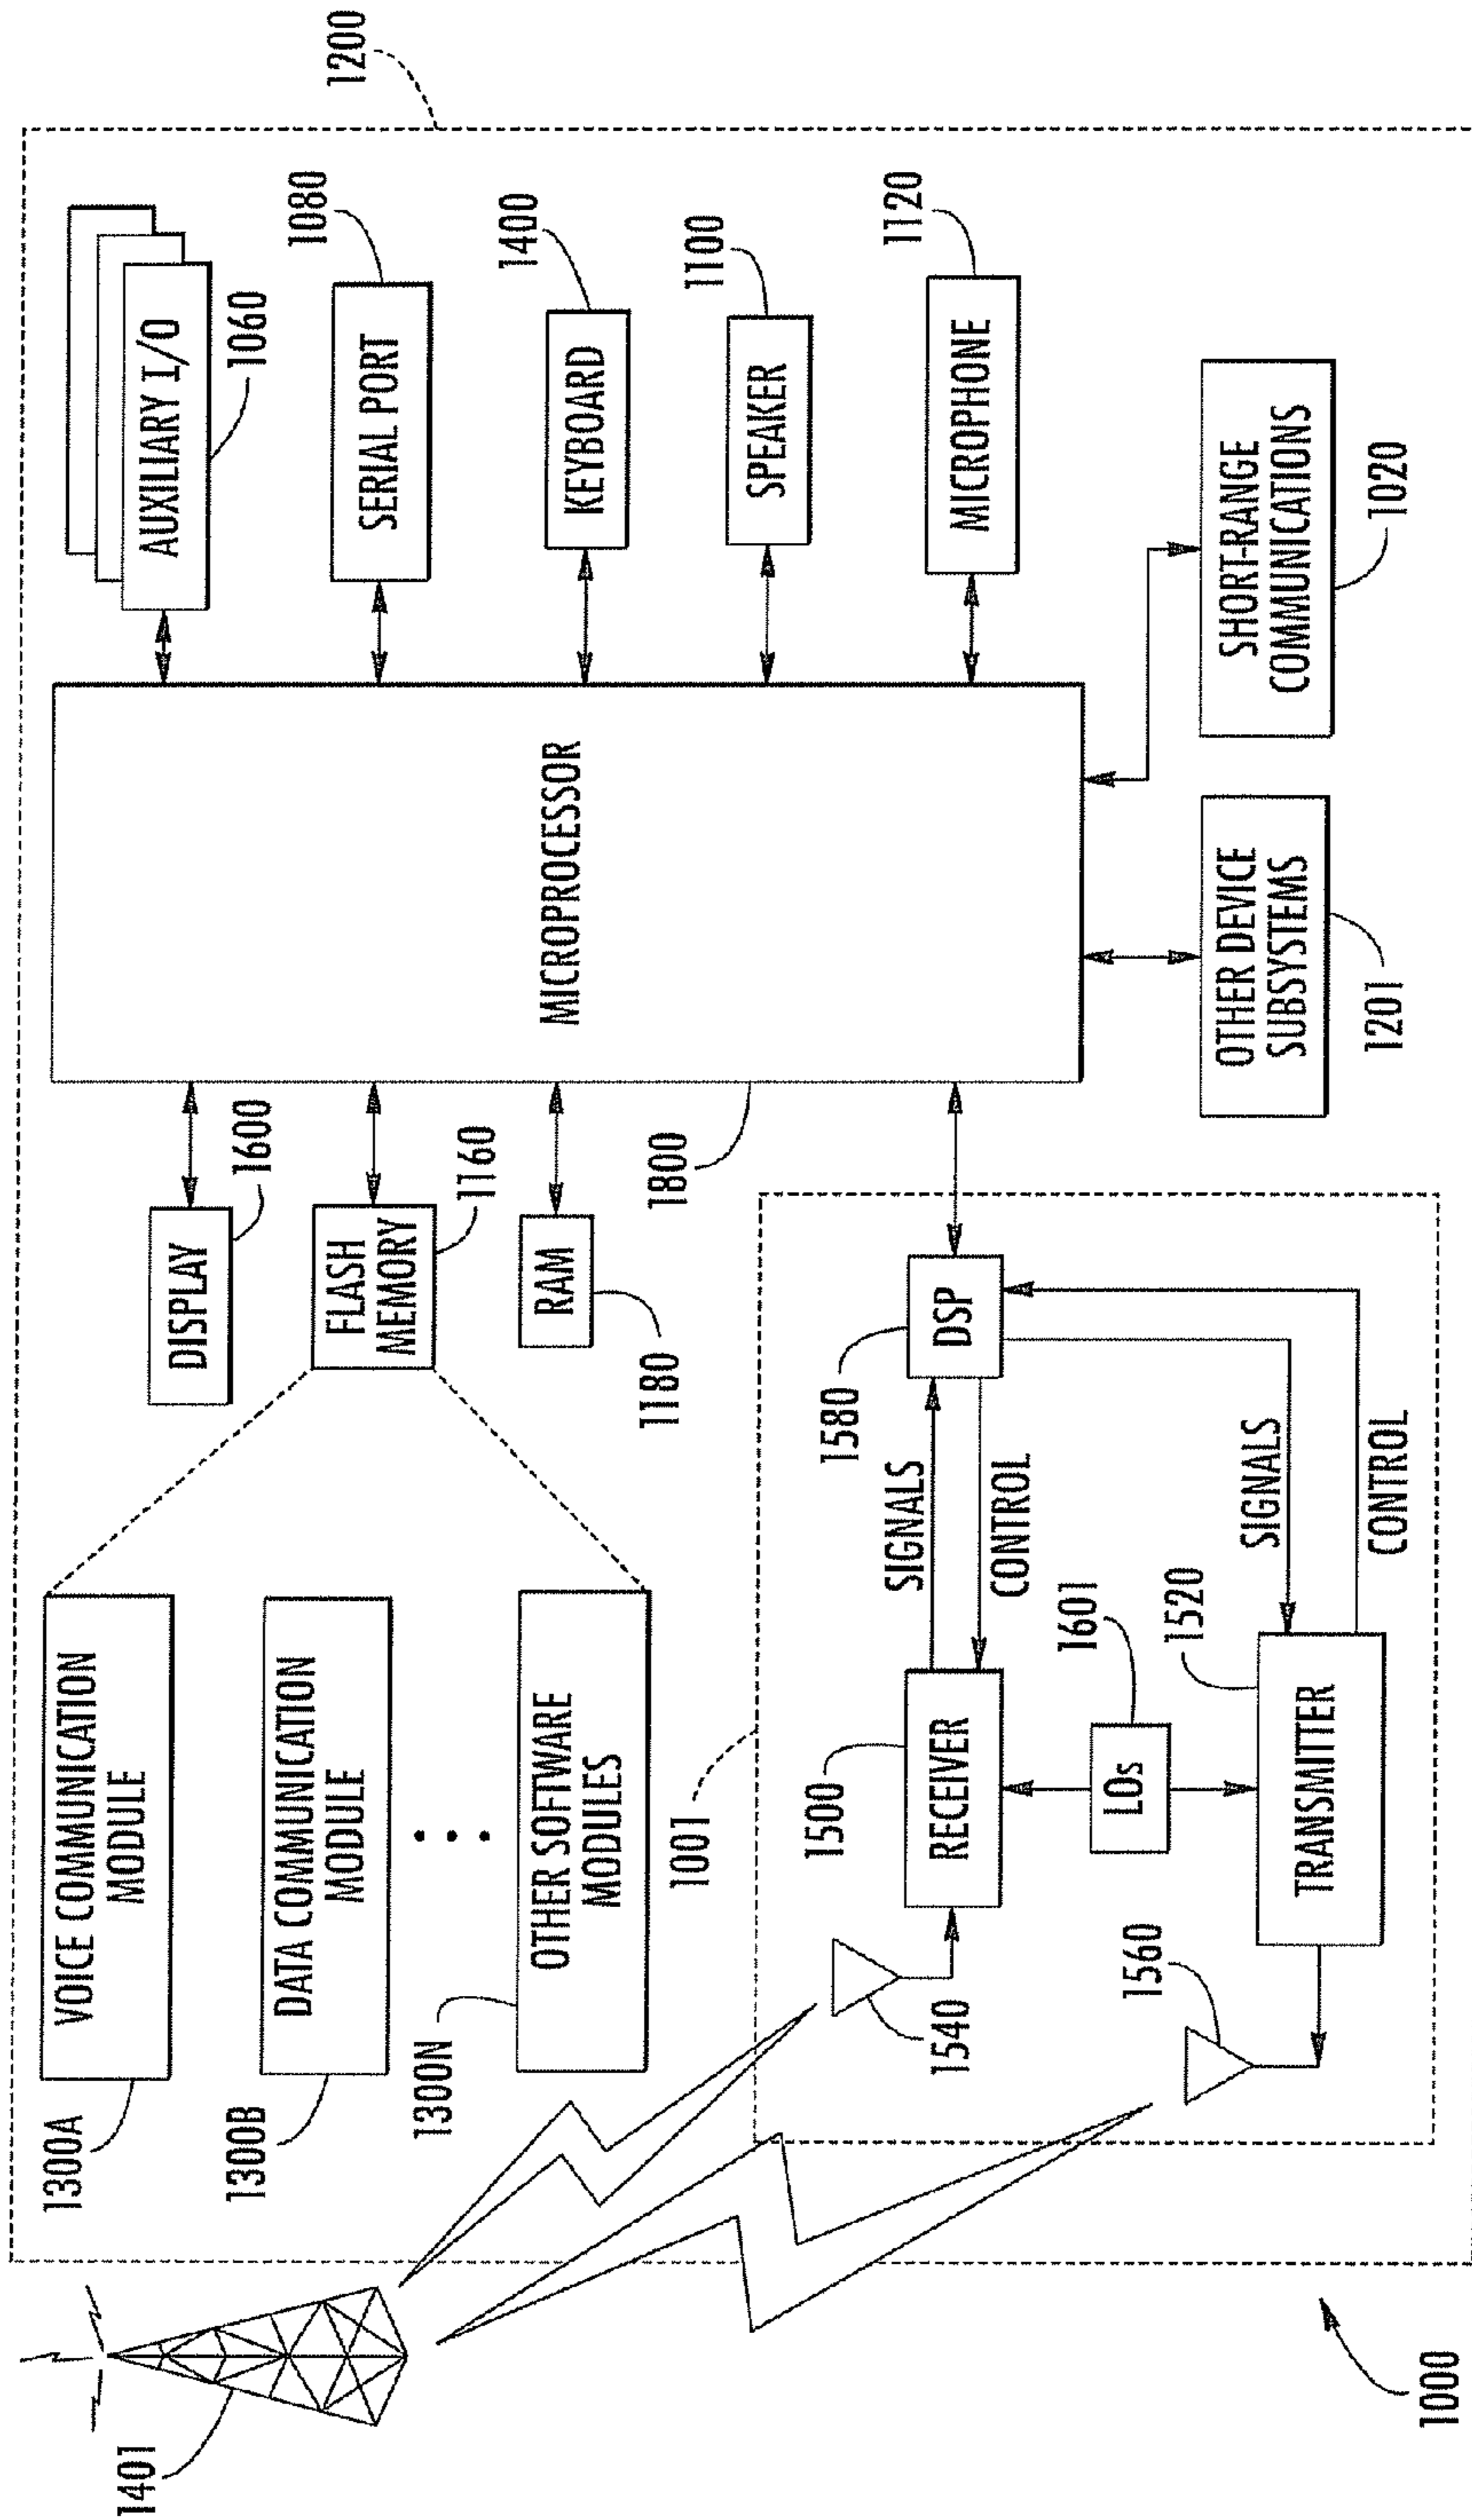 1200
AUXILIARY I/O
1060
SERIAL PORT
1080
KEYBOARD
1400
SPEAKER
1100
MICROPHONE
1120
SHORT-RANGE
COMMUNICATIONS
1020
MICROPROCESSOR
1800
OTHER DEVICE
SUBSYSTEMS
1201
DISPLAY
1600
FLASH
MEMORY
1160
RAM
1180
VOICE COMMUNICATION
MODULE
1300A
DATA COMMUNICATION
MODULE
1300B
OTHER SOFTWARE
MODULES
1300N
1001
DSP
1580
SIGNALS
CONTROL
SIGNALS
CONTROL
RECEIVER
1500
LOs
1601
TRANSMITTER
1520
1540
1560
1401
1000